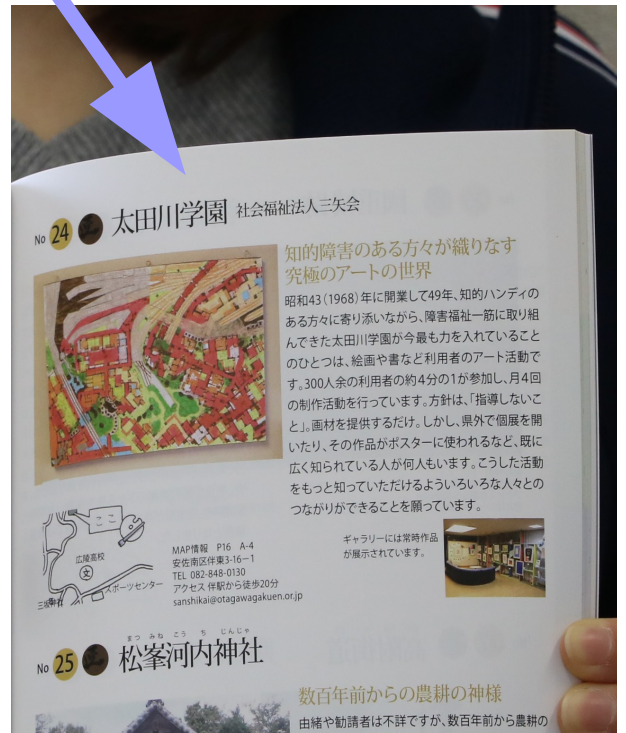 No 24 太田川学園 社会福祉法人三矢会
知的障害のある方々が織りなす
究極のアートの世界
昭和43(1968)年に開業して49年、知的ハンディの
ある方々に寄り添いながら、障害福祉一筋に取り組
んできた太田川学園が今最も力を入れていること
のひとつは、絵画や書など利用者のアート活動で
す。300人余の利用者の約4分の1が参加し、月4回
の制作活動を行っています。方針は、「指導しないこ
と」。画材を提供するだけ。しかし、県外で個展を開
いたり、その作品がポスターに使われるなど、既に
広く知られている人が何人もいます。こうした活動
をもっと知っていただけるよういろいろな人々との
つながりができることを願っています。
ギャラリーには常時作品
が展示されています。
ここ
広陵高校
文
スポーツセンター
MAP情報 P16 A-4
安佐南区伴東3-16-1
TEL 082-848-0130
アクセス 伴駅から徒歩20分
sanshikai@otagawagakuen.or.jp
まつ みね こう ち じんじゃ
No 25 松峯河内神社
数百年前からの農耕の神様
由緒や勧請者は不詳ですが、数百年前から農耕の